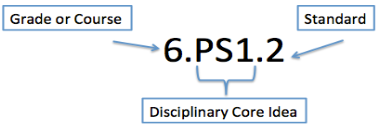 Grade or Course
Standard
6.PS1.2
Disciplinary Core Idea